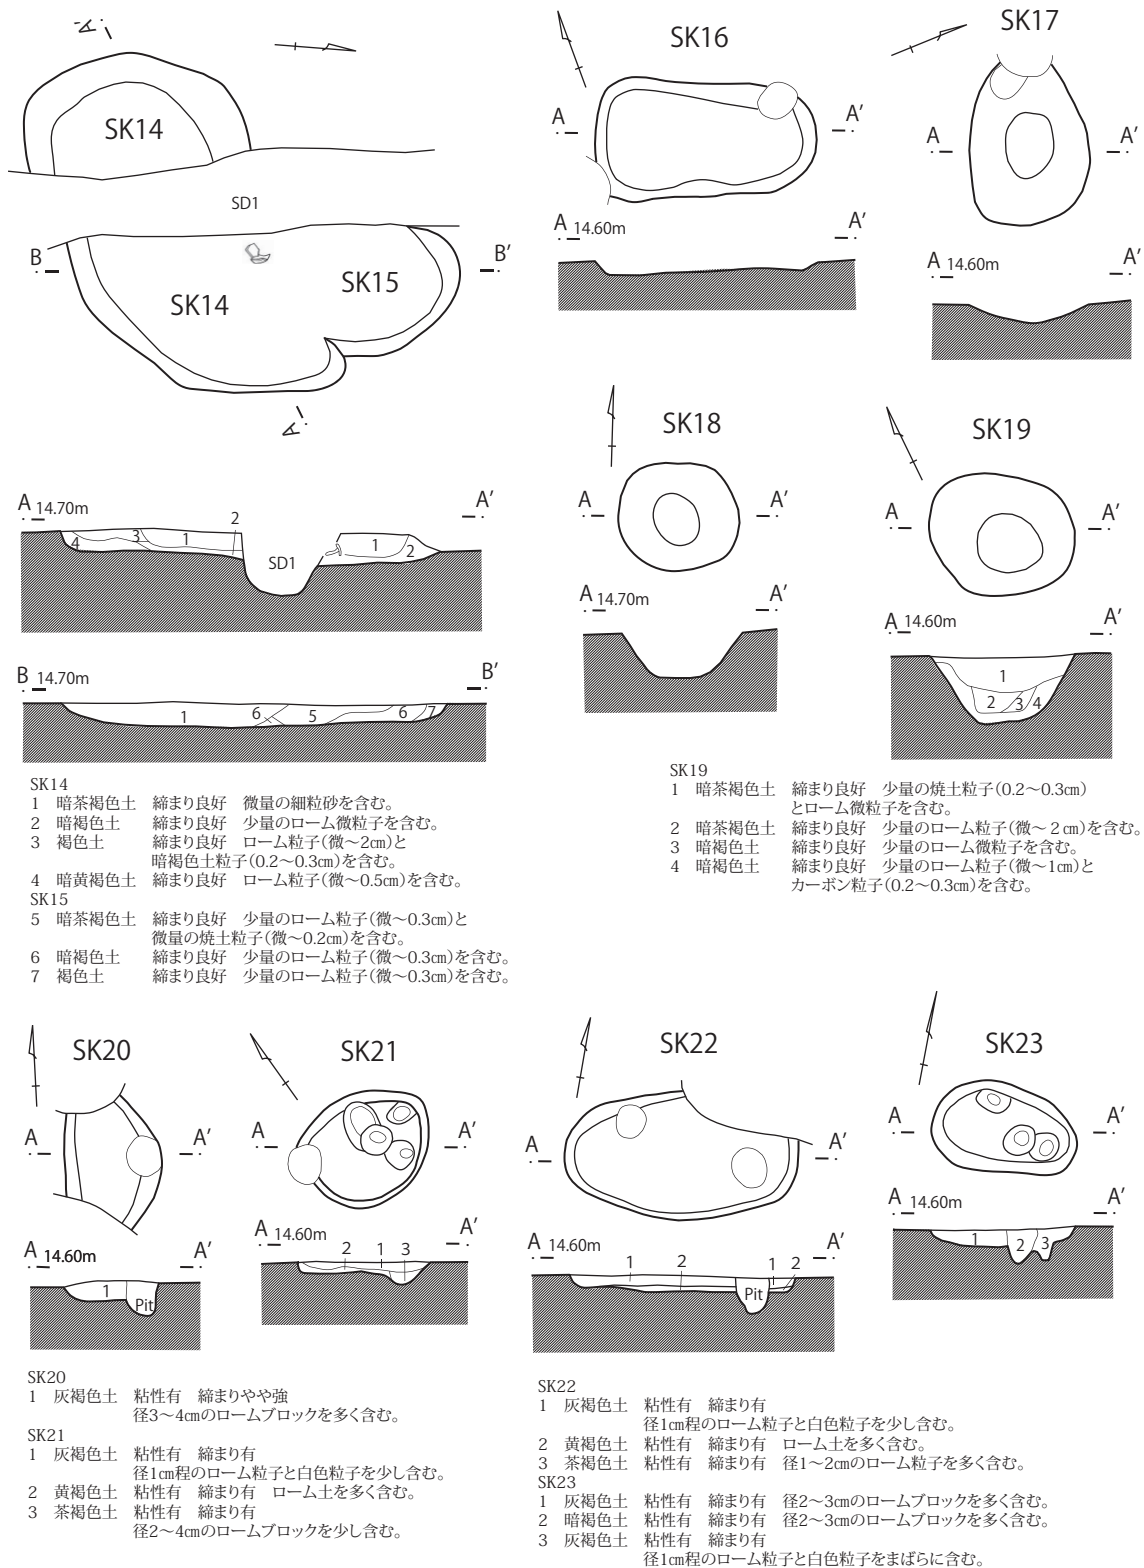 A'
SK14
SD1
B
B'
SK14
SK15
A'
SK16
A
A'
SK17
A
A'
A 14.60m
A'
A 14.60m
A'
SK18
A
A'
SK19
A
A'
A 14.70m
A'
2
3
1
4
SD1
1
2
A 14.70m
A'
A 14.60m
A'
1
2
3
4
B 14.70m
B'
1
6
5
6
7
SK14
1 暗茶褐色土 締まり良好 微量の細粒砂を含む。
2 暗褐色土 締まり良好 少量のローム微粒子を含む。
3 褐色土 締まり良好 ローム粒子(微～2㎝)と
暗褐色土粒子(0.2～0.3㎝)を含む。
4 暗黄褐色土 締まり良好 ローム粒子(微～0.5㎝)を含む。
SK15
5 暗茶褐色土 締まり良好 少量のローム粒子(微～0.3㎝)と
微量の焼土粒子(微～0.2㎝)を含む。
6 暗褐色土 締まり良好 少量のローム粒子(微～0.3㎝)を含む。
7 褐色土 締まり良好 少量のローム粒子(微～0.3㎝)を含む。
SK19
1 暗茶褐色土 締まり良好 少量の焼土粒子(0.2～0.3㎝)
とローム微粒子を含む。
2 暗茶褐色土 締まり良好 少量のローム粒子(微～２㎝)を含む。
3 暗褐色土 締まり良好 少量のローム微粒子を含む。
4 暗褐色土 締まり良好 少量のローム粒子(微～1㎝)と
カーボン粒子(0.2～0.3㎝)を含む。
SK20
A
A'
SK21
A
A'
SK22
A
A'
SK23
A
A'
A 14.60m
A'
1
Pit
A 14.60m
A'
2
1
3
A 14.60m
A'
1
2
Pit
1
2
A 14.60m
A'
1
2
3
SK20
1 灰褐色土 粘性有 締まりやや強
径3～4㎝のロームブロックを多く含む。
SK21
1 灰褐色土 粘性有 締まり有
径1㎝程のローム粒子と白色粒子を少し含む。
2 黄褐色土 粘性有 締まり有 ローム土を多く含む。
3 茶褐色土 粘性有 締まり有
径2～4㎝のロームブロックを少し含む。
SK22
1 灰褐色土 粘性有 締まり有
径1㎝程のローム粒子と白色粒子を少し含む。
2 黄褐色土 粘性有 締まり有 ローム土を多く含む。
3 茶褐色土 粘性有 締まり有 径1～2㎝のローム粒子を多く含む。
SK23
1 灰褐色土 粘性有 締まり有 径2～3㎝のロームブロックを多く含む。
2 暗褐色土 粘性有 締まり有 径2～3㎝のロームブロックを多く含む。
3 灰褐色土 粘性有 締まり有
径1㎝程のローム粒子と白色粒子をまばらに含む。